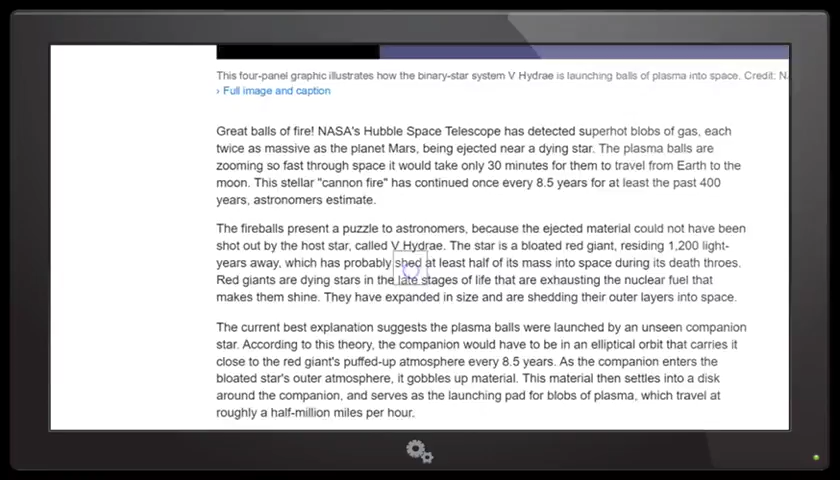 This four-panel graphic illustrates how the binary-star system V Hydrae is launching balls of plasma into space. Credit: N
› Full image and caption
Great balls of fire! NASA's Hubble Space Telescope has detected superhot blobs of gas, each
twice as massive as the planet Mars, being ejected near a dying star. The plasma balls are
zooming so fast through space it would take only 30 minutes for them to travel from Earth to the
moon. This stellar "cannon fire" has continued once every 8.5 years for at least the past 400
years, astronomers estimate.
The fireballs present a puzzle to astronomers, because the ejected material could not have been
shot out by the host star, called V Hydrae. The star is a bloated red giant, residing 1,200 light-
years away, which has probably shed at least half of its mass into space during its death throes.
Red giants are dying stars in the late stages of life that are exhausting the nuclear fuel that
makes them shine. They have expanded in size and are shedding their outer layers into space.
The current best explanation suggests the plasma balls were launched by an unseen companion
star. According to this theory, the companion would have to be in an elliptical orbit that carries it
close to the red giant's puffed-up atmosphere every 8.5 years. As the companion enters the
bloated star's outer atmosphere, it gobbles up material. This material then settles into a disk
around the companion, and serves as the launching pad for blobs of plasma, which travel at
roughly a half-million miles per hour.